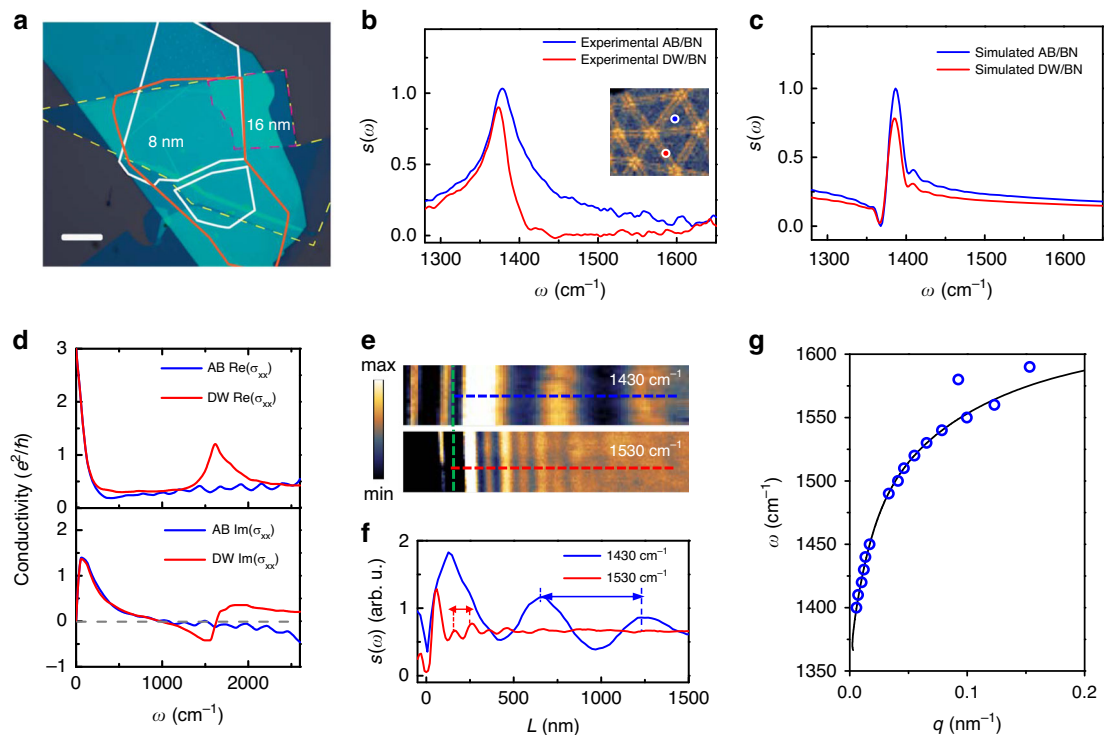 a
8 nm
16 nm
b
Experimental AB/BN
Experimental DW/BN
s(ω)
1.0
0.5
0.0
1300 1400 1500 1600
ω (cm⁻¹)
c
Simulated AB/BN
Simulated DW/BN
s(ω)
1.0
0.5
0.0
1300 1400 1500 1600
ω (cm⁻¹)
d
Conductivity (e²/ℏ)
3
2
1
0
AB Re(σxx)
DW Re(σxx)
2
1
0
−1
AB Im(σxx)
DW Im(σxx)
0 1000 2000
ω (cm⁻¹)
e
max
min
1430 cm⁻¹
1530 cm⁻¹
f
s(ω) (arb. u.)
2
1
0
1430 cm⁻¹
1530 cm⁻¹
0 500 1000 1500
L (nm)
g
ω (cm⁻¹)
1600
1550
1500
1450
1400
1350
0.0 0.1 0.2
q (nm⁻¹)